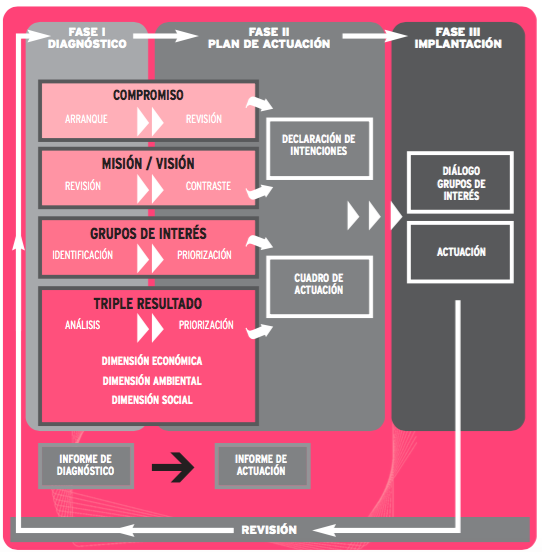 FASE I
DIAGNÓSTICO
FASE II
PLAN DE ACTUACIÓN
FASE III
IMPLANTACIÓN
COMPROMISO
ARRANQUE
REVISIÓN
MISIÓN / VISIÓN
REVISIÓN
CONTRASTE
DECLARACIÓN DE
INTENCIONES
GRUPOS DE INTERÉS
IDENTIFICACIÓN
PRIORIZACIÓN
TRIPLE RESULTADO
ANÁLISIS
PRIORIZACIÓN
DIMENSIÓN ECONÓMICA
DIMENSIÓN AMBIENTAL
DIMENSIÓN SOCIAL
CUADRO DE
ACTUACIÓN
DIÁLOGO
GRUPOS DE
INTERÉS
ACTUACIÓN
INFORME DE
DIAGNÓSTICO
INFORME DE
ACTUACIÓN
REVISIÓN